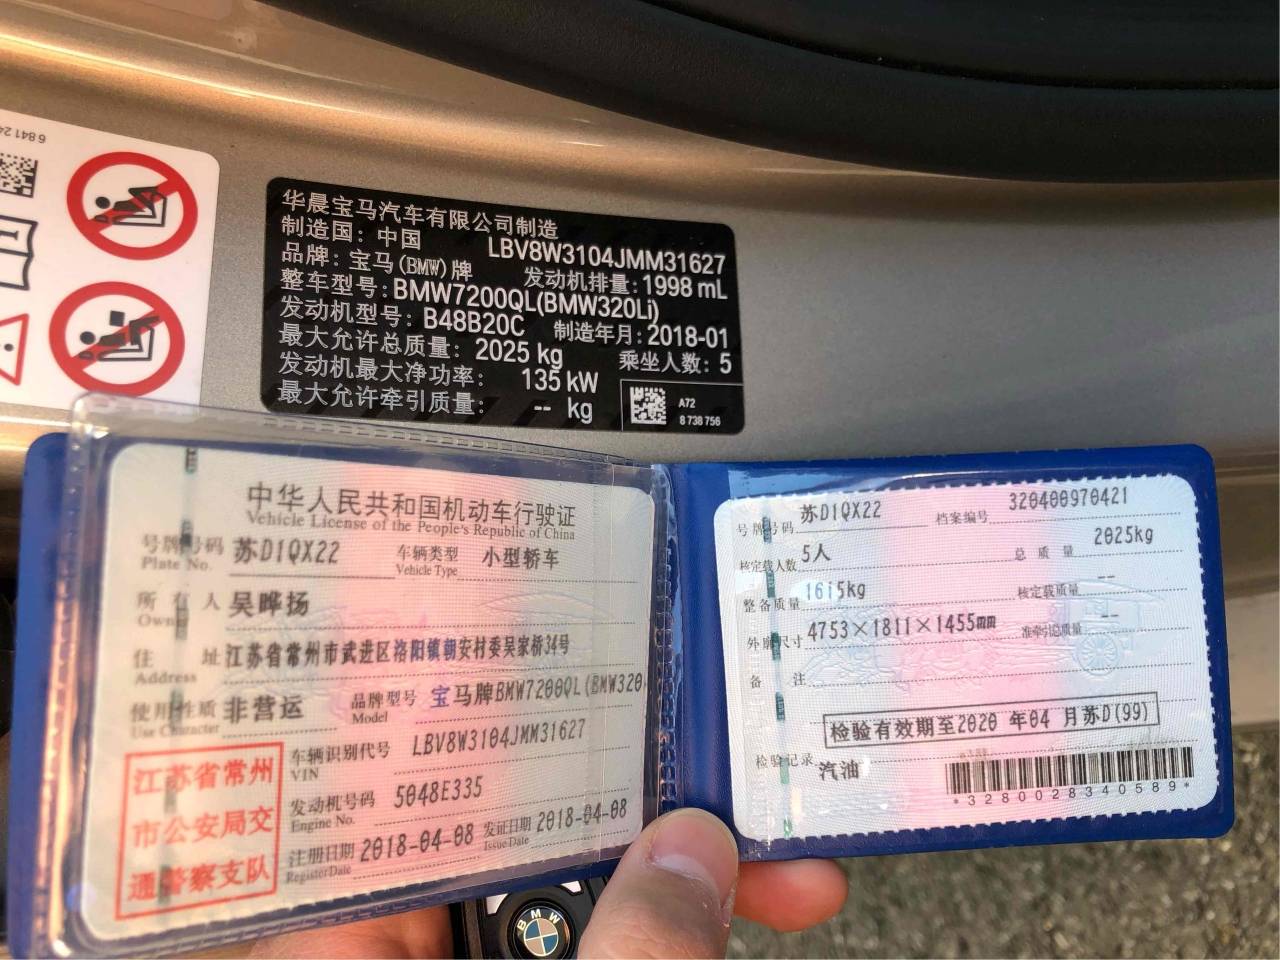 684124
华晨宝马汽车有限公司制造
制造国：中国 LBV8W3104JMM31627
品牌：宝马(BMW)牌 发动机排量：1998 mL
整车型号：BMW7200QL(BMW320Li)
发动机型号：B48B20C 制造年月：2018-01
最大允许总质量： 2025 kg 乘坐人数：5
发动机最大净功率： 135 kW
最大允许牵引质量： -- kg
A72
8 738 756
中华人民共和国机动车行驶证
Vehicle License of the People's Republic of China
号牌号码 苏D1QX22 车辆类型 小型轿车
Plate No. Vehicle Type
所有人 吴晔扬
Owner
住址 江苏省常州市武进区洛阳镇朝安村委吴家桥34号
Address
使用性质 非营运 品牌型号 宝马牌BMW7200QL(BMW320
Use Character Model
江苏省常州
市公安局交
通警察支队
车辆识别代号 LBV8W3104JMM31627
VIN
发动机号码 5048E335
Engine No.
注册日期 2018-04-08 发证日期 2018-04-08
Register Date Issue Date
号牌号码 苏D1QX22 档案编号 320400970421
核定载人数 5人 总质量 2025kg
整备质量 1615kg 核定载质量 --
外廓尺寸 4753×1811×1455mm 准牵引总质量 --
备注
检验有效期至2020 年04 月苏D(99)
检验记录
汽油
*3280028340589*
BMW